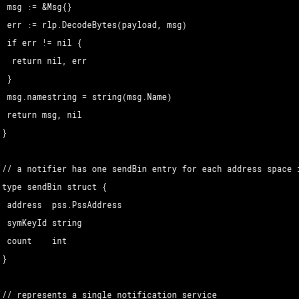 msg := &Msg{}
err := rlp.DecodeBytes(payload, msg)
if err != nil {
return nil, err
}
msg.namestring = string(msg.Name)
return msg, nil
}
// a notifier has one sendBin entry for each address space i
type sendBin struct {
address  pss.PssAddress
symKeyId string
count    int
}
// represents a single notification service